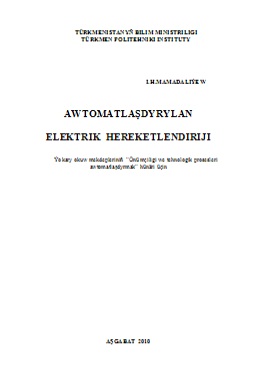 TÜRKMENISTANYŇ BILIM MINISTRLIGI
TÜRKMEN POLITEHNIKI INSTITUTY
I.H.MAMADALIÝEW
AWTOMATLAŞDYRYLAN
ELEKTRIK HEREKETLENDIRIJI
Ýokary okuw mekdepleriniň "Önümçiligi we tehnologik prosesleri
awtomatlaşdyrmak" hünäri üçin
AŞGABAT 2010